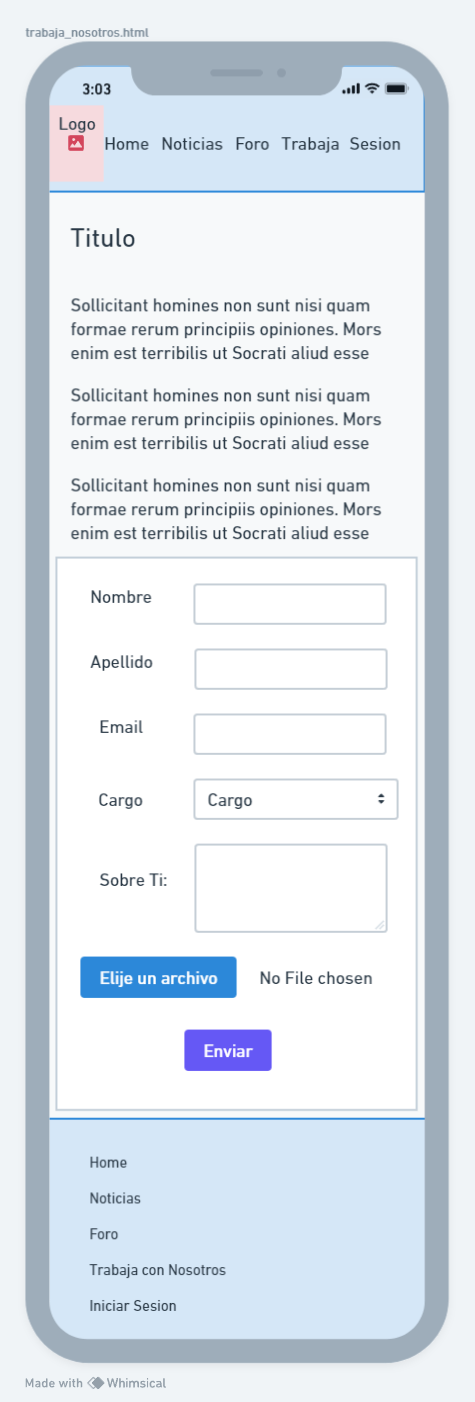 trabaja_nosotros.html
3:03
Logo
Home Noticias Foro Trabaja Sesion
Titulo
Sollicitant homines non sunt nisi quam
formae rerum principiis opiniones. Mors
enim est terribilis ut Socrati aliud esse
Sollicitant homines non sunt nisi quam
formae rerum principiis opiniones. Mors
enim est terribilis ut Socrati aliud esse
Sollicitant homines non sunt nisi quam
formae rerum principiis opiniones. Mors
enim est terribilis ut Socrati aliud esse
Nombre
Apellido
Email
Cargo Cargo
Sobre Ti:
Elije un archivo No File chosen
Enviar
Home
Noticias
Foro
Trabaja con Nosotros
Iniciar Sesion
Made with Whimsical